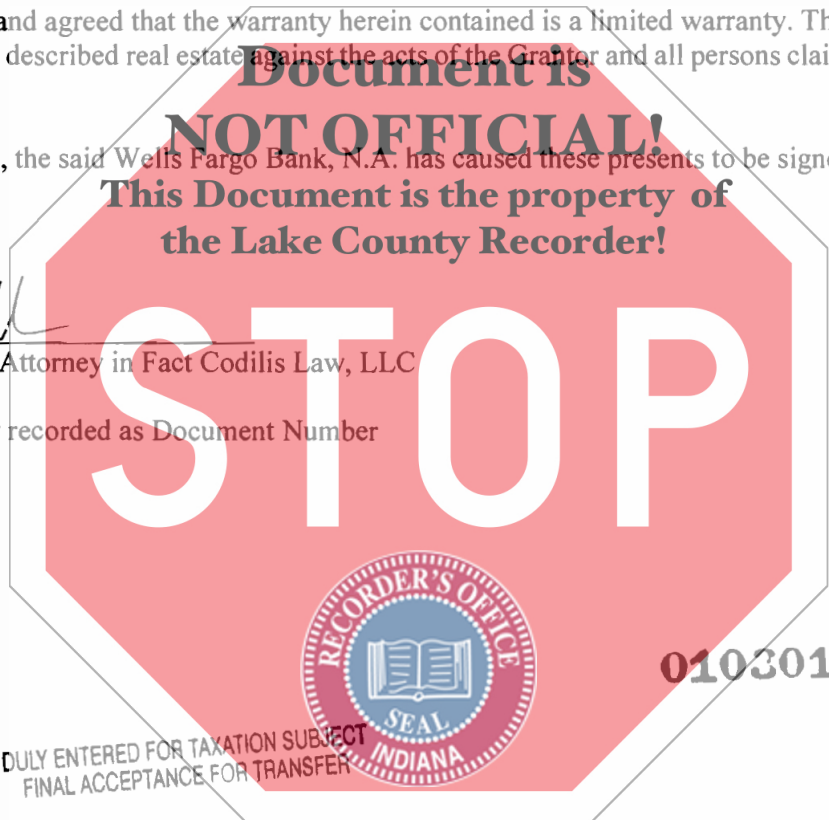 and agreed that the warranty herein contained is a limited warranty. Th
described real estate against the acts of the Grantor and all persons clai
Document is
NOT OFFICIAL!
, the said Wells Fargo Bank, N.A. has caused these presents to be signe
This Document is the property of
the Lake County Recorder!
STOP
Attorney in Fact Codilis Law, LLC
recorded as Document Number
RECORDER'S OFFICE
SEAL
INDIANA
010301
DULY ENTERED FOR TAXATION SUBJECT
FINAL ACCEPTANCE FOR TRANSFER